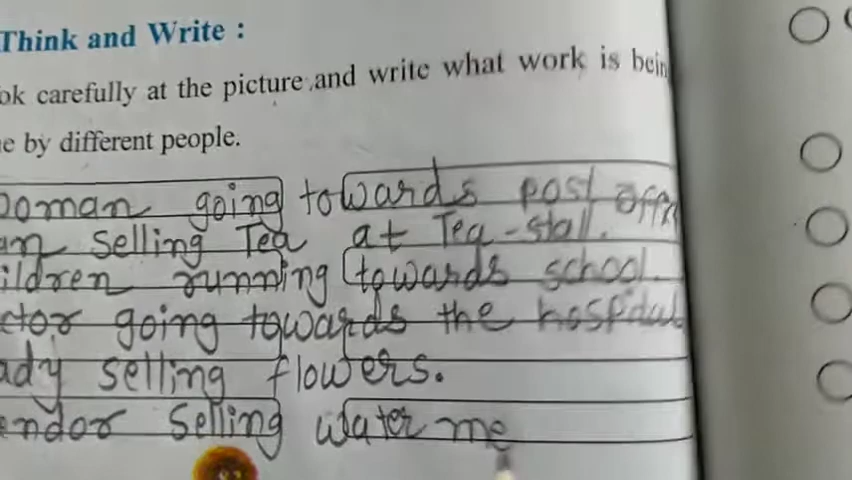 Think and Write :
ok carefully at the picture and write what work is bein
e by different people.
oman going towards post offi
an Selling Tea at Tea-stall.
ildren running towards school.
ctor going towards the hospital
ady selling flowers.
endor Selling Water me